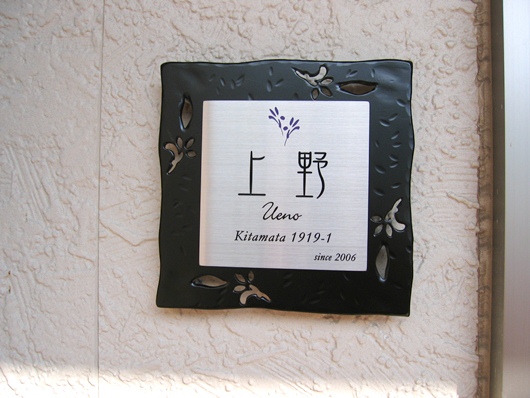 上野
Ueno
Kitamata 1919-1
since 2006